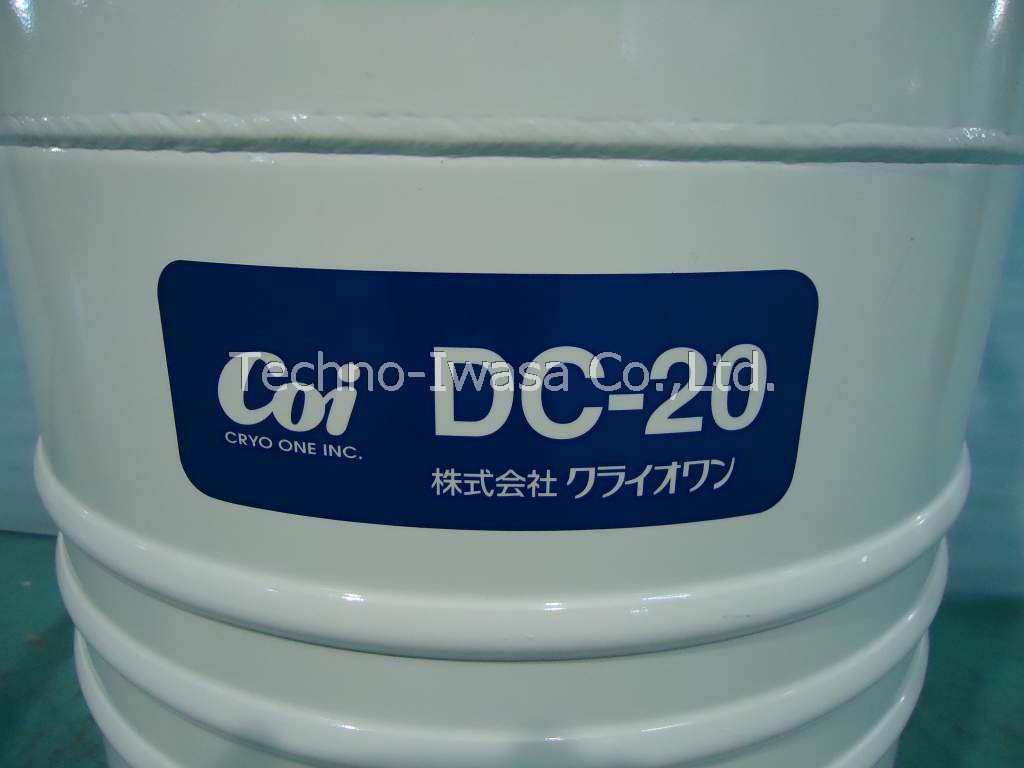 Coi DC-20
CRYO ONE INC.
株式会社 クライオワン
Techno-Iwasa Co.,Ltd.